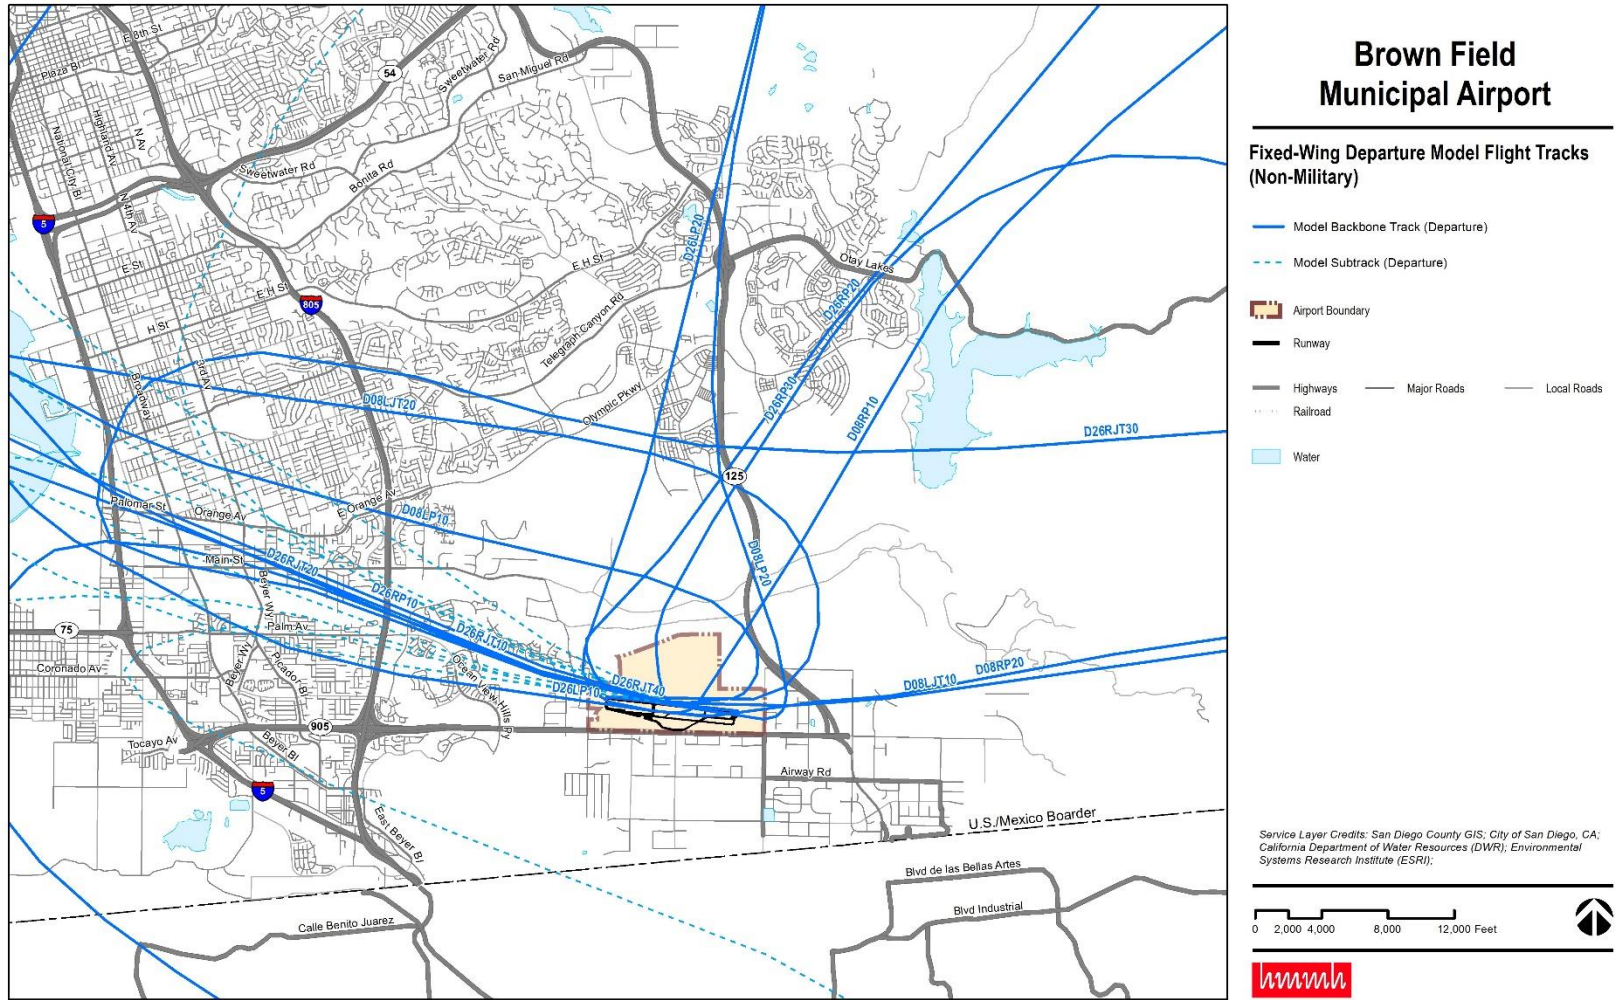 Brown Field
Municipal Airport
Fixed-Wing Departure Model Flight Tracks
(Non-Military)
Model Backbone Track (Departure)
Model Subtrack (Departure)
Airport Boundary
Runway
Highways
Major Roads
Local Roads
Railroad
Water
Service Layer Credits: San Diego County GIS; City of San Diego, CA;
California Department of Water Resources (DWR); Environmental
Systems Research Institute (ESRI);
0 2,000 4,000 8,000 12,000 Feet
hmmh
E 8th St
Plaza Bl
54
Sweetwater Rd
San Miguel Rd
National City Bl
Highland Av
N Av
Sweetwater Rd
Bonita Rd
N 4th Av
5
D26LP20
E St
E H St
Otay Lakes
E H St
805
D26RP20
H St
Telegraph Canyon Rd
3rd Av
Broadway
D08LJT20
Olympic Pkwy
D26RP30
D08RP10
D26RJT30
125
Palomar St
Orange Av
E Orange Av
D08LP10
Main St
D26RJT20
D08LP20
Beyer Wy
D26RP10
75
Palm Av
D26RJT10
Coronado Av
Beyer Wy
Picador Bl
Ocean View Hills Py
D26LP10
D26RJT40
D08RP20
D08LJT10
905
Tocayo Av
Beyer Bl
5
Airway Rd
East Beyer Bl
U.S./Mexico Boarder
Blvd de las Bellas Artes
Blvd Industrial
Calle Benito Juarez